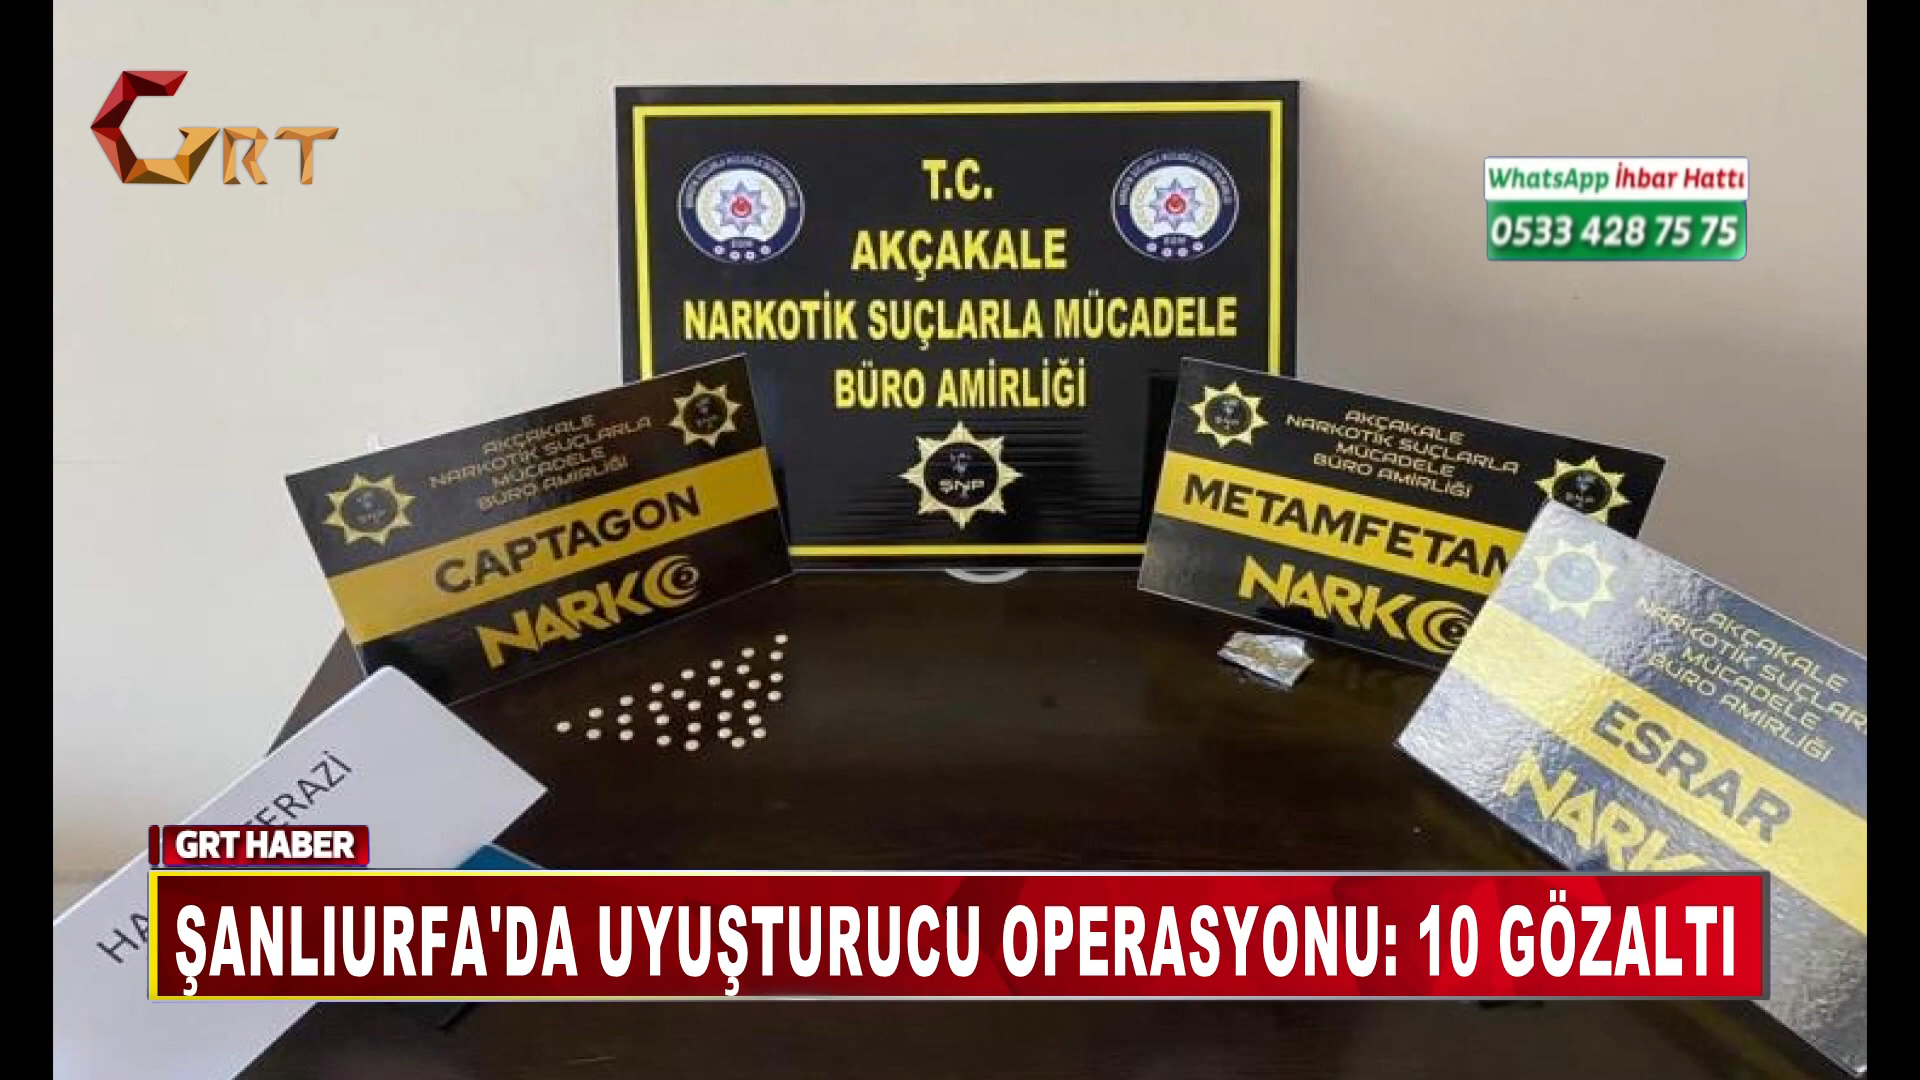 GRT
WhatsApp İhbar Hattı
0533 428 75 75
T.C.
AKÇAKALE
NARKOTİK SUÇLARLA MÜCADELE
BÜRO AMİRLİĞİ
ŞNP
AKÇAKALE
NARKOTİK SUÇLARLA
MÜCADELE
BÜRO AMİRLİĞİ
CAPTAGON
NARKO
AKÇAKALE
NARKOTİK SUÇLARLA
MÜCADELE
BÜRO AMİRLİĞİ
METAMFETAM
NARKO
AKÇAKALE
NARKOTİK SUÇLAR
MÜCADELE
BÜRO AMİRLİĞİ
ESRAR
NARK
HA ERAZİ
GRT HABER
ŞANLIURFA'DA UYUŞTURUCU OPERASYONU: 10 GÖZALTI